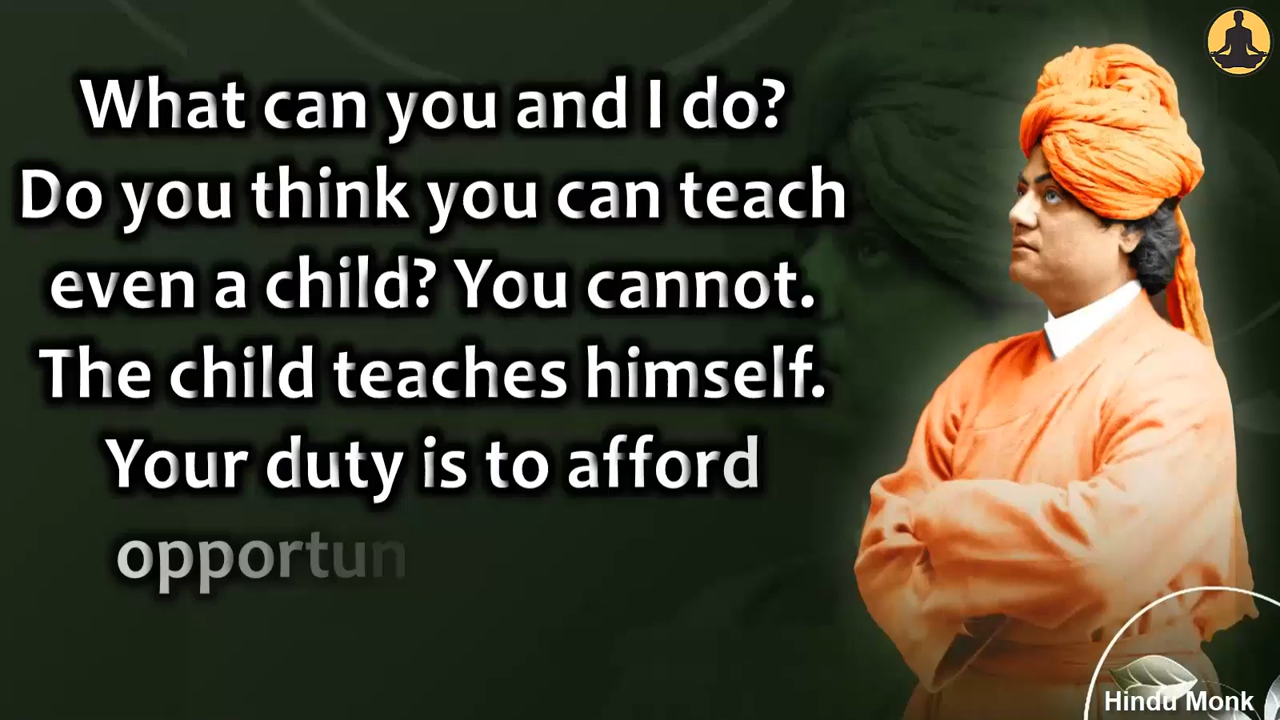 What can you and I do?
Do you think you can teach
even a child? You cannot.
The child teaches himself.
Your duty is to afford
opportun
Hindu Monk